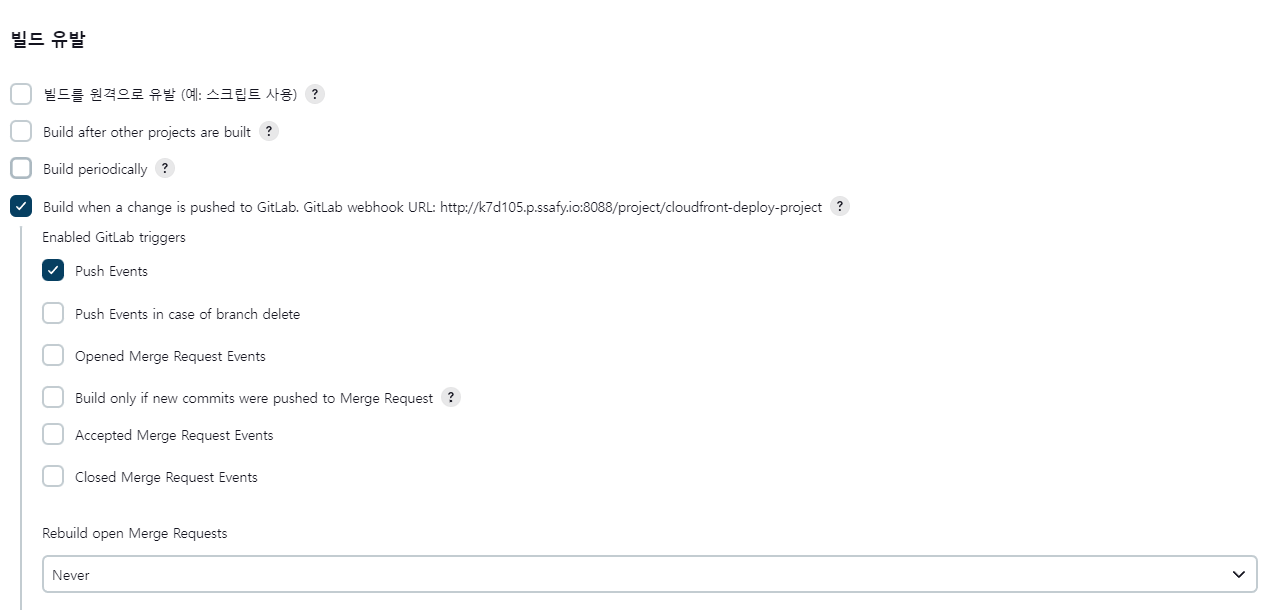 빌드 유발
빌드를 원격으로 유발 (예: 스크립트 사용) ?
Build after other projects are built ?
Build periodically ?
Build when a change is pushed to GitLab. GitLab webhook URL: http://k7d105.p.ssafy.io:8088/project/cloudfront-deploy-project ?
Enabled GitLab triggers
Push Events
Push Events in case of branch delete
Opened Merge Request Events
Build only if new commits were pushed to Merge Request ?
Accepted Merge Request Events
Closed Merge Request Events
Rebuild open Merge Requests
Never